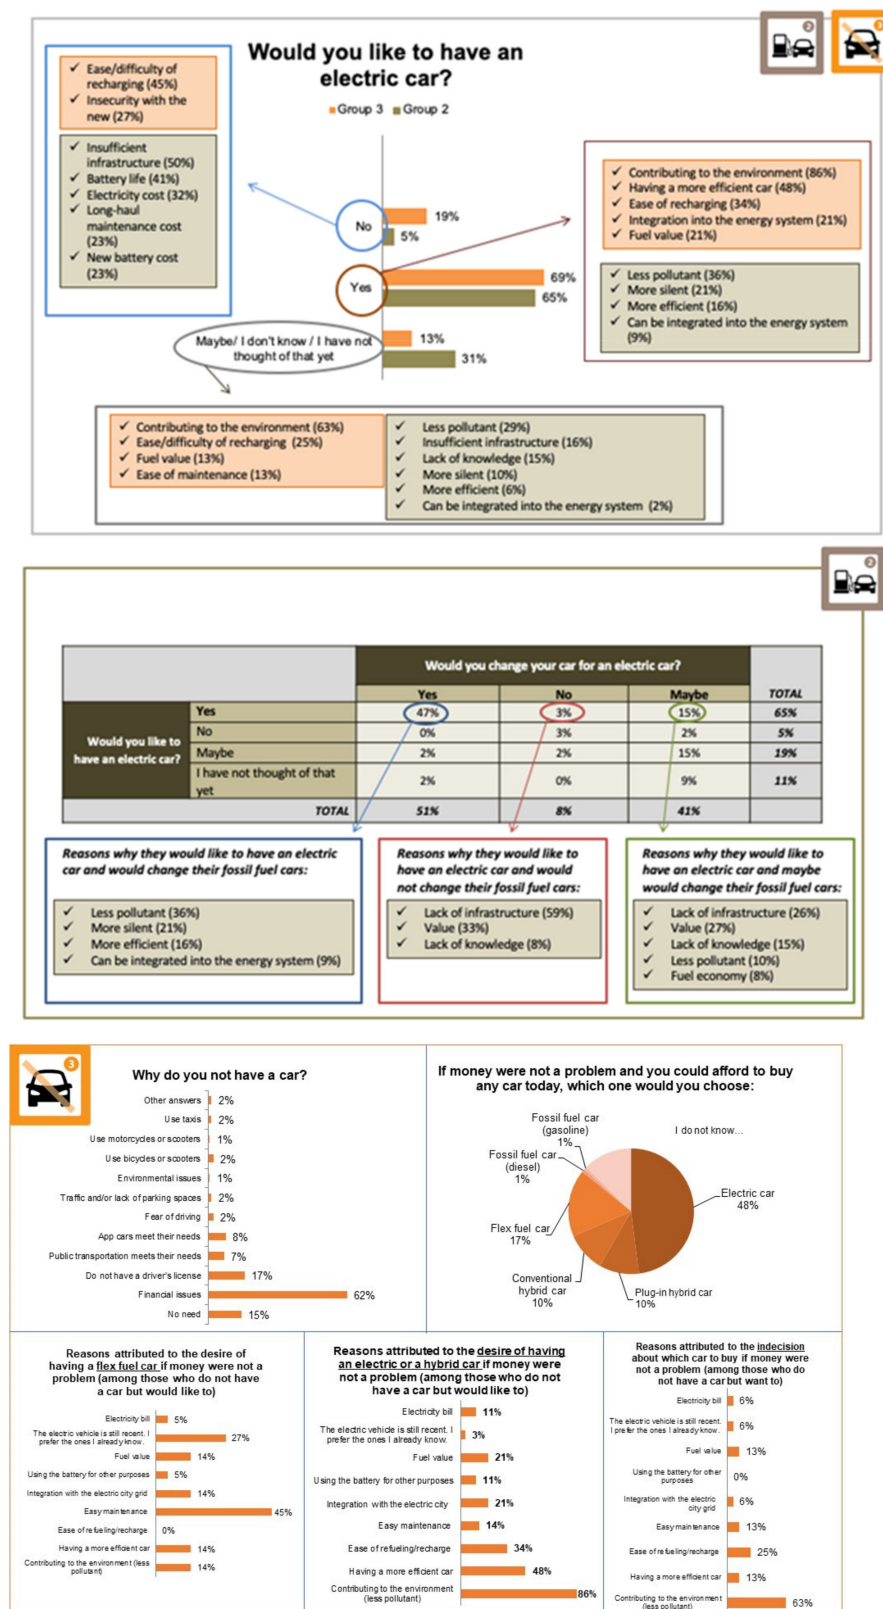 2
3
Would you like to have an
electric car?
Group 3 Group 2
✓ Ease/difficulty of
recharging (45%)
✓ Insecurity with the
new (27%)
✓ Insufficient
infrastructure (50%)
✓ Battery life (41%)
✓ Electricity cost (32%)
✓ Long-haul
maintenance cost
(23%)
✓ New battery cost
(23%)
No
19%
5%
Yes
69%
65%
Maybe/ I don't know / I have not
thought of that yet
13%
31%
✓ Contributing to the environment (86%)
✓ Having a more efficient car (48%)
✓ Ease of recharging (34%)
✓ Integration into the energy system (21%)
✓ Fuel value (21%)
✓ Less pollutant (36%)
✓ More silent (21%)
✓ More efficient (16%)
✓ Can be integrated into the energy system
(9%)
✓ Contributing to the environment (63%)
✓ Ease/difficulty of recharging (25%)
✓ Fuel value (13%)
✓ Ease of maintenance (13%)
✓ Less pollutant (29%)
✓ Insufficient infrastructure (16%)
✓ Lack of knowledge (15%)
✓ More silent (10%)
✓ More efficient (6%)
✓ Can be integrated into the energy system (2%)
2
Would you change your car for an electric car?
Yes No Maybe TOTAL
Would you like to
have an electric car?
Yes 47% 3% 15% 65%
No 0% 3% 2% 5%
Maybe 2% 2% 15% 19%
I have not thought of that
yet 2% 0% 9% 11%
TOTAL 51% 8% 41%
Reasons why they would like to have an electric
car and would change their fossil fuel cars:
✓ Less pollutant (36%)
✓ More silent (21%)
✓ More efficient (16%)
✓ Can be integrated into the energy system (9%)
Reasons why they would like to
have an electric car and would
not change their fossil fuel cars:
✓ Lack of infrastructure (59%)
✓ Value (33%)
✓ Lack of knowledge (8%)
Reasons why they would like to
have an electric car and maybe
would change their fossil fuel cars:
✓ Lack of infrastructure (26%)
✓ Value (27%)
✓ Lack of knowledge (15%)
✓ Less pollutant (10%)
✓ Fuel economy (8%)
3
Why do you not have a car?
Other answers 2%
Use taxis 2%
Use motorcycles or scooters 1%
Use bicycles or scooters 2%
Environmental issues 1%
Traffic and/or lack of parking spaces 2%
Fear of driving 2%
App cars meet their needs 8%
Public transportation meets their needs 7%
Do not have a driver's license 17%
Financial issues 62%
No need 15%
If money were not a problem and you could afford to buy
any car today, which one would you choose:
Fossil fuel car
(gasoline)
1%
I do not know...
Fossil fuel car
(diesel)
1%
Electric car
48%
Flex fuel car
17%
Conventional
hybrid car
10%
Plug-in hybrid car
10%
Reasons attributed to the desire of
having a flex fuel car if money were not a
problem (among those who do not have
a car but would like to)
Electricity bill 5%
The electric vehicle is still recent. I
prefer the ones I already know. 27%
Fuel value 14%
Using the battery for other purposes 5%
Integration with the electric city grid 14%
Easy maintenance 45%
Ease of refueling/recharge 0%
Having a more efficient car 14%
Contributing to the environment (less
pollutant) 14%
Reasons attributed to the desire of having
an electric or a hybrid car if money were
not a problem (among those who do not
have a car but would like to)
Electricity bill 11%
The electric vehicle is still recent. I
prefer the ones I already know. 3%
Fuel value 21%
Using the battery for other purposes 11%
Integration with the electric city 21%
Easy maintenance 14%
Ease of refueling/recharge 34%
Having a more efficient car 48%
Contributing to the environment
(less pollutant) 86%
Reasons attributed to the indecision
about which car to buy if money were
not a problem (among those who do
not have a car but want to)
Electricity bill 6%
The electric vehicle is still recent.
I prefer the ones I already know. 6%
Fuel value 13%
Using the battery for other
purposes 0%
Integration with the electric
city grid 6%
Easy maintenance 13%
Ease of refueling/recharge 25%
Having a more efficient car 13%
Contributing to the environment
(less pollutant) 63%